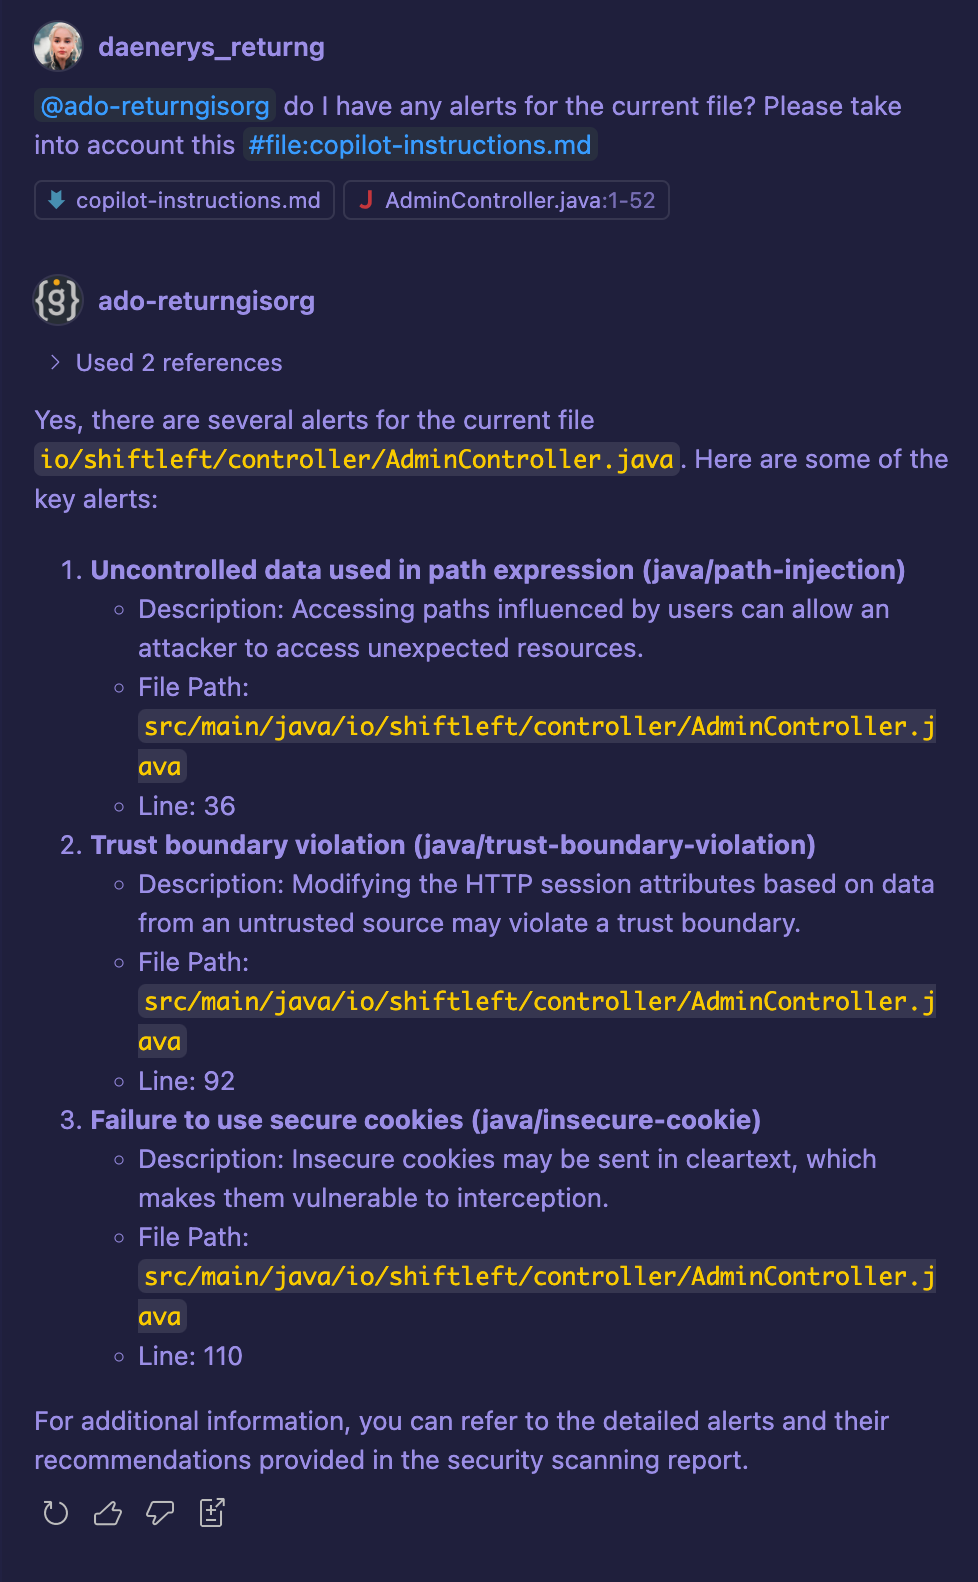 daenerys_returng
@ado-returngisorg do I have any alerts for the current file? Please take
into account this #file:copilot-instructions.md
copilot-instructions.md J AdminController.java:1-52
{g} ado-returngisorg
Used 2 references
Yes, there are several alerts for the current file
io/shiftleft/controller/AdminController.java. Here are some of the
key alerts:
1. Uncontrolled data used in path expression (java/path-injection)
Description: Accessing paths influenced by users can allow an
attacker to access unexpected resources.
File Path:
src/main/java/io/shiftleft/controller/AdminController.j
ava
Line: 36
2. Trust boundary violation (java/trust-boundary-violation)
Description: Modifying the HTTP session attributes based on data
from an untrusted source may violate a trust boundary.
File Path:
src/main/java/io/shiftleft/controller/AdminController.j
ava
Line: 92
3. Failure to use secure cookies (java/insecure-cookie)
Description: Insecure cookies may be sent in cleartext, which
makes them vulnerable to interception.
File Path:
src/main/java/io/shiftleft/controller/AdminController.j
ava
Line: 110
For additional information, you can refer to the detailed alerts and their
recommendations provided in the security scanning report.